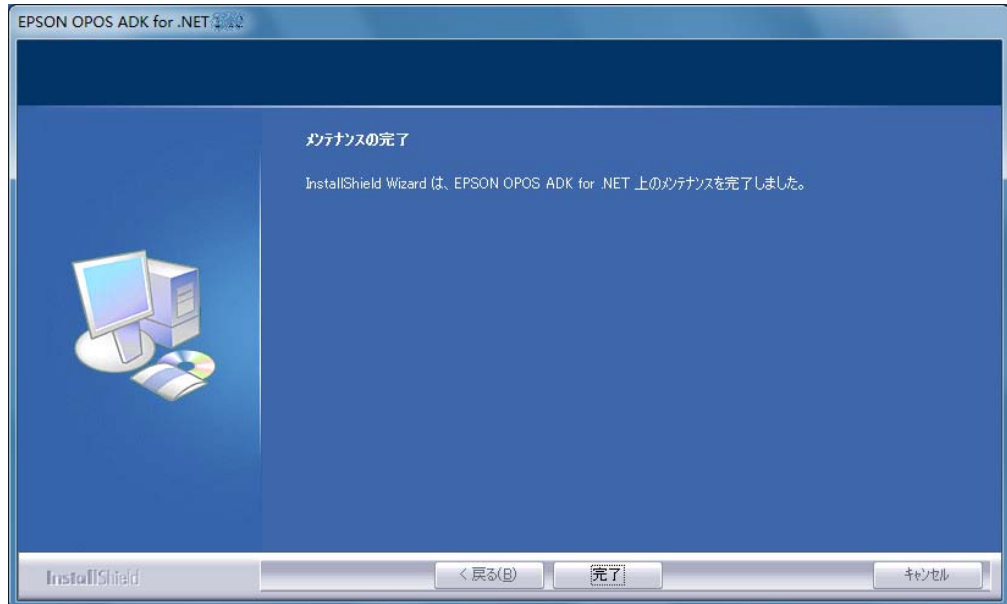 EPSON OPOS ADK for .NET
メンテナンスの完了
InstallShield Wizard は、EPSON OPOS ADK for .NET 上のメンテナンスを完了しました。
InstallShield
< 戻る(B)
完了
キャンセル